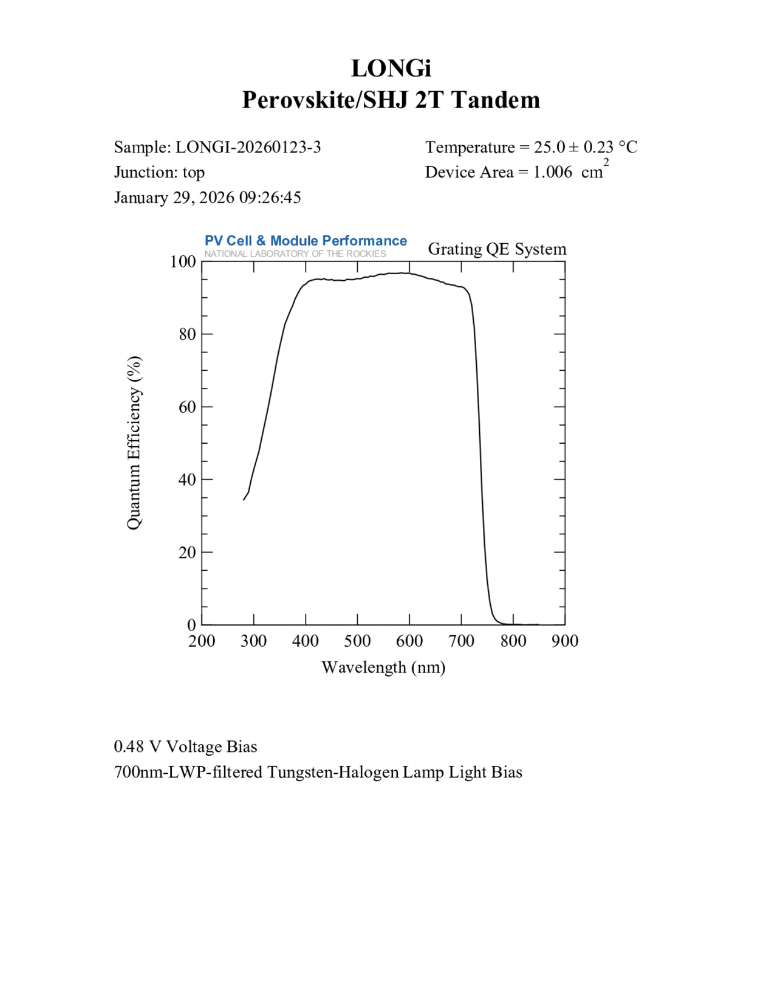 LONGi
Perovskite/SHJ 2T Tandem
Sample: LONGI-20260123-3
Junction: top
January 29, 2026 09:26:45
Temperature = 25.0 ± 0.23 °C
Device Area = 1.006 cm²
PV Cell & Module Performance
NATIONAL LABORATORY OF THE ROCKIES
Grating QE System
100
80
60
40
20
0
Quantum Efficiency (%)
200 300 400 500 600 700 800 900
Wavelength (nm)
0.48 V Voltage Bias
700nm-LWP-filtered Tungsten-Halogen Lamp Light Bias